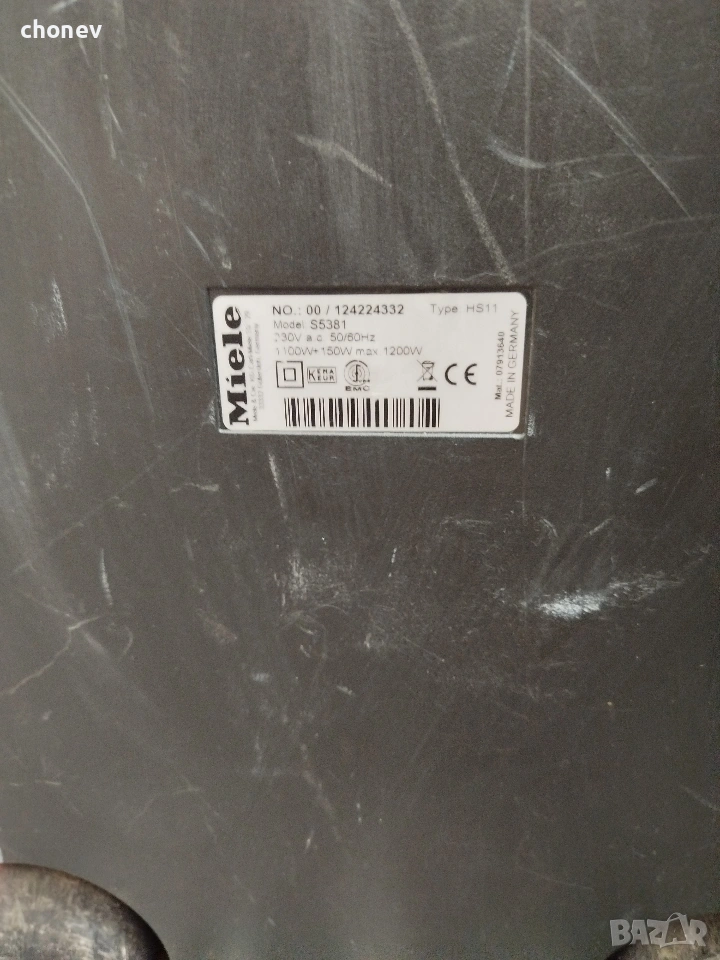 chonev
Miele
NO.: 00 / 124224332 Type HS11
Model S5381
230V a.c. 50/60Hz
1100W+150W max 1200W
KEMA
KEUR
EMC
CE
Mat.: 07913640
MADE IN GERMANY
BAZAR